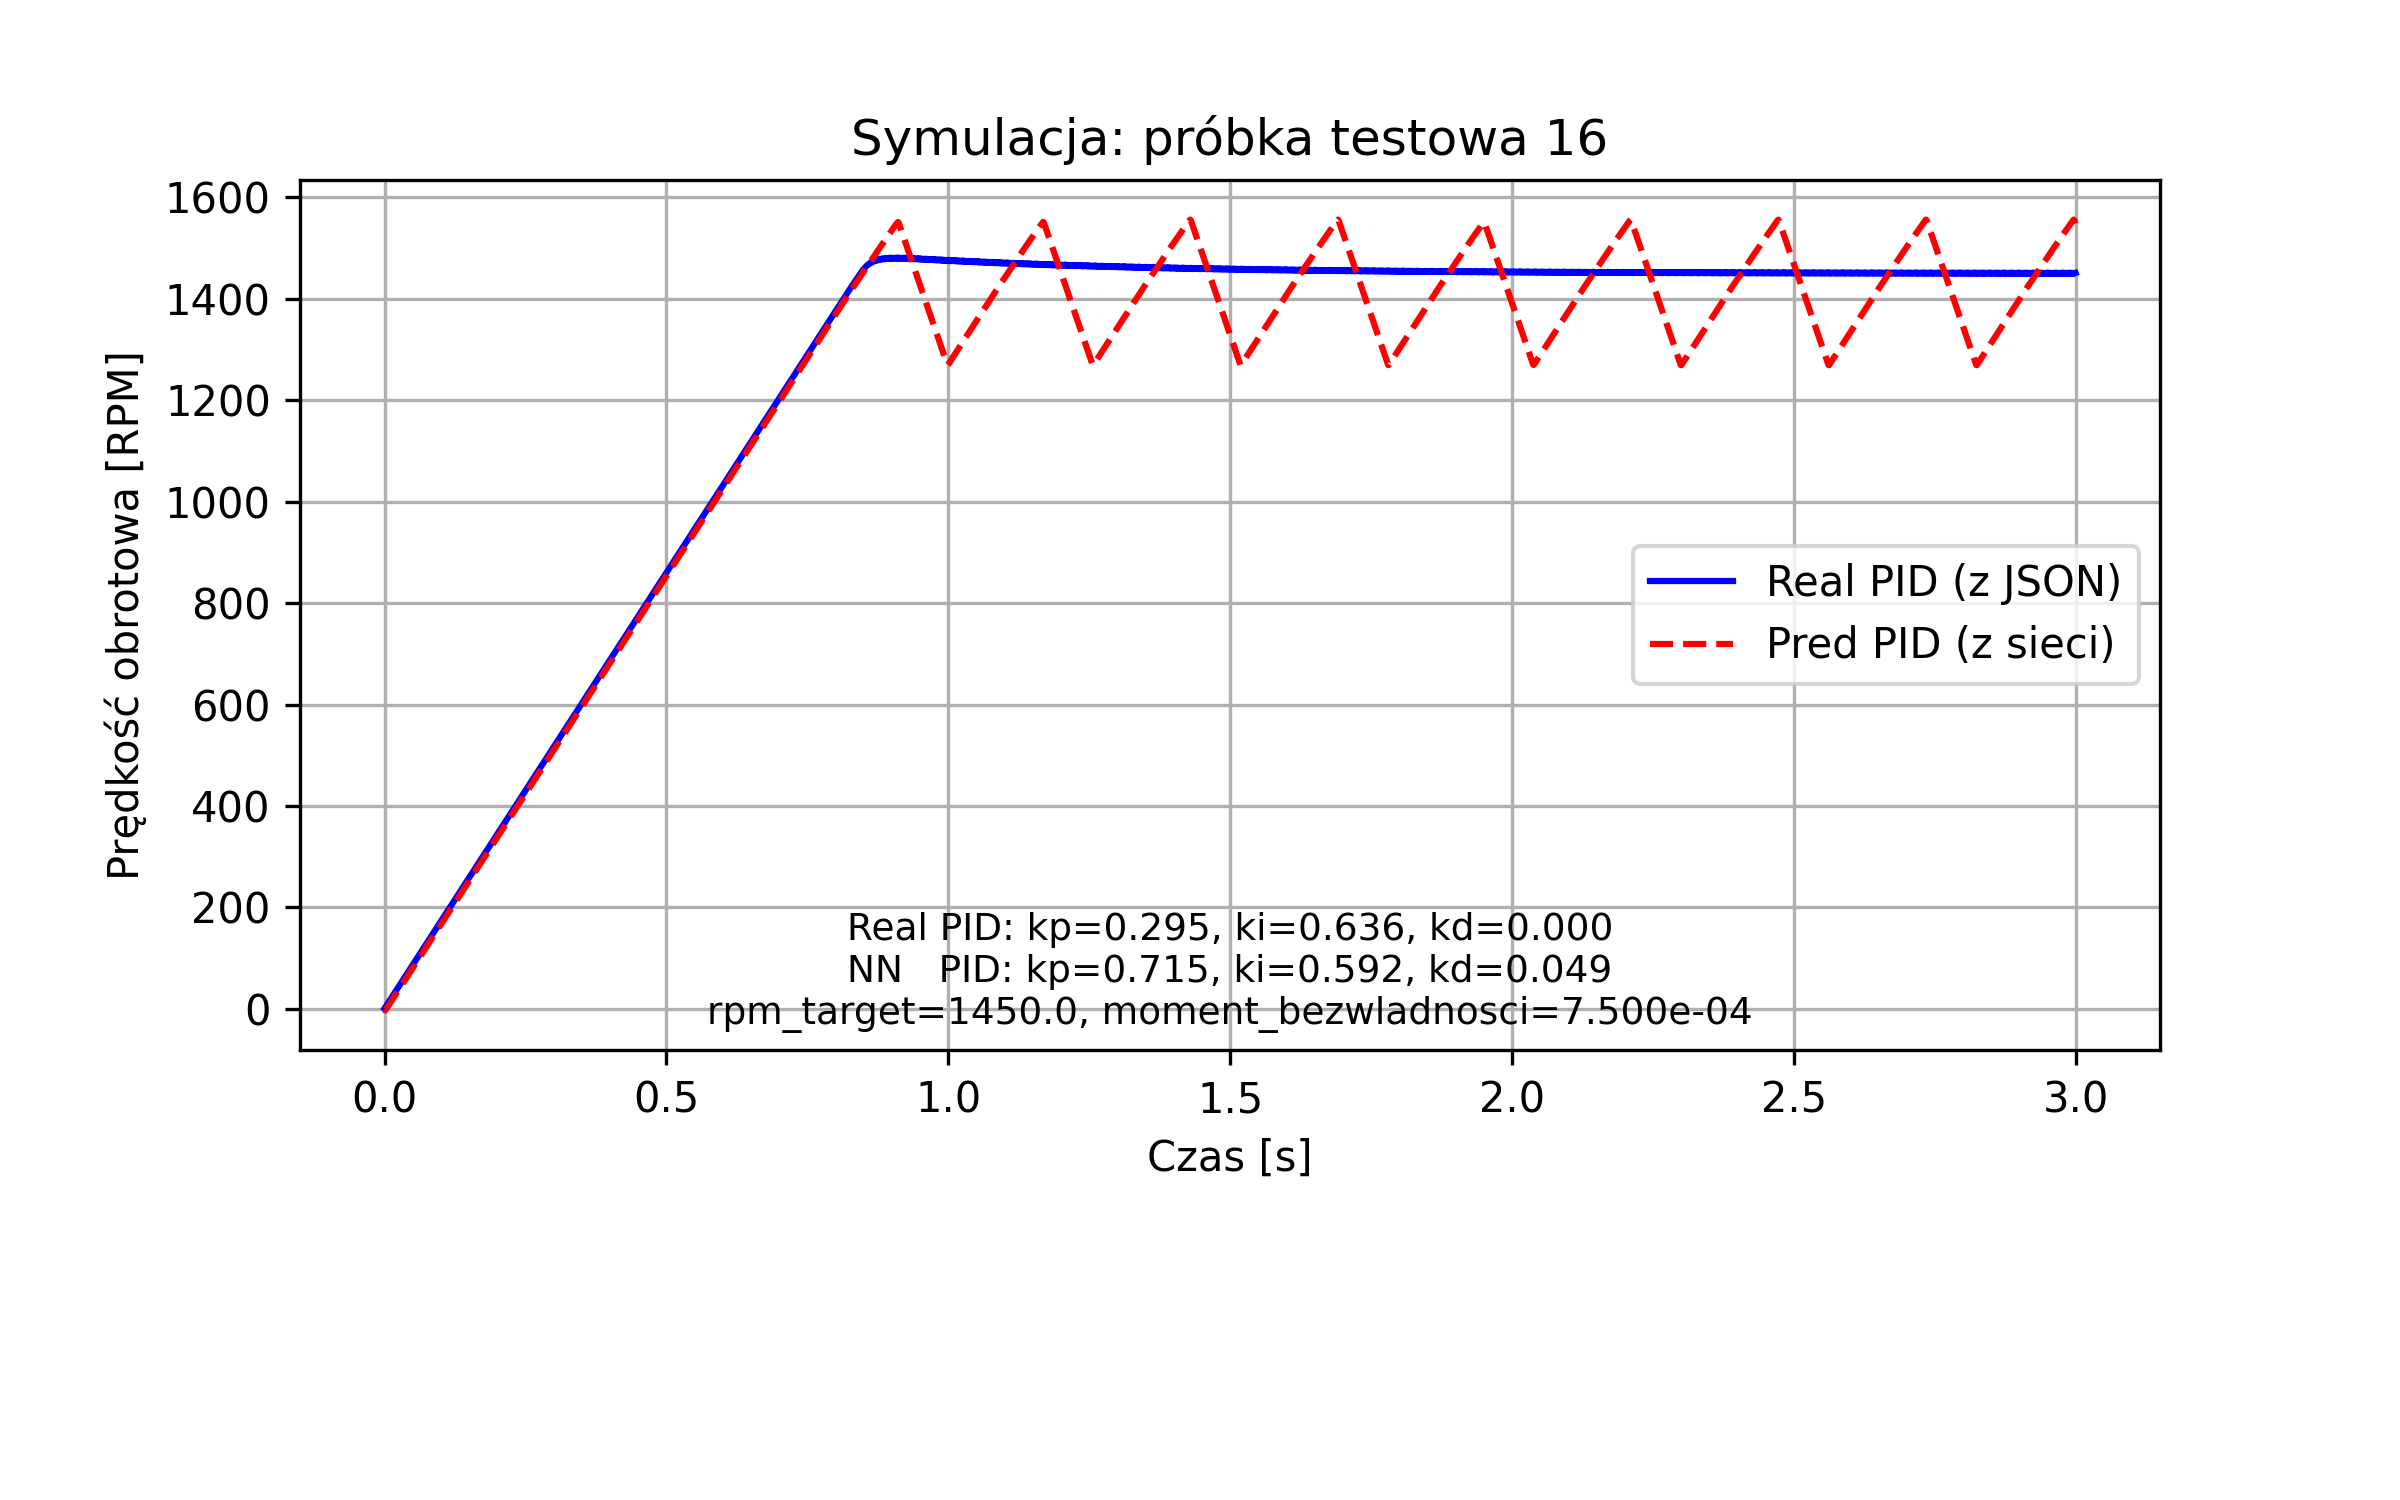 Symulacja: próbka testowa 16
Prędkość obrotowa [RPM]
1600
1400
1200
1000
800
600
400
200
0
Real PID (z JSON)
Pred PID (z sieci)
Real PID: kp=0.295, ki=0.636, kd=0.000
NN   PID: kp=0.715, ki=0.592, kd=0.049
rpm_target=1450.0, moment_bezwladnosci=7.500e-04
0.0 0.5 1.0 1.5 2.0 2.5 3.0
Czas [s]